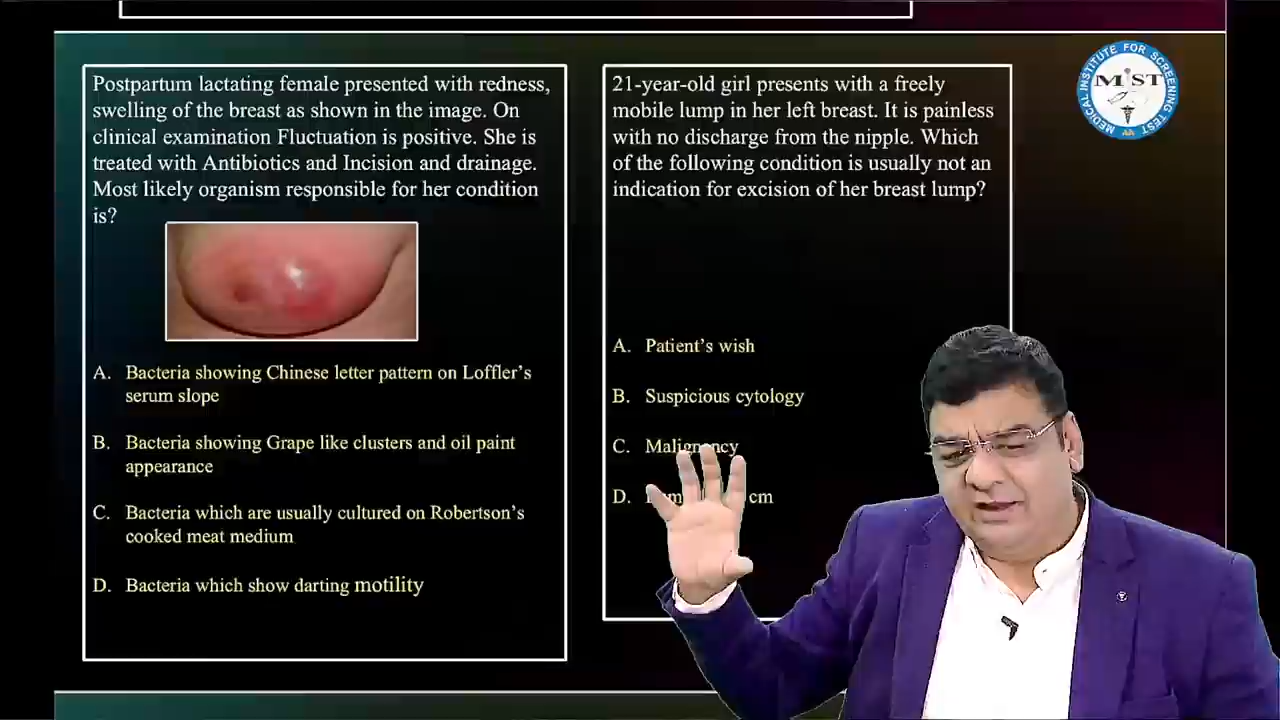 Postpartum lactating female presented with redness,
swelling of the breast as shown in the image. On
clinical examination Fluctuation is positive. She is
treated with Antibiotics and Incision and drainage.
Most likely organism responsible for her condition
is?
A. Bacteria showing Chinese letter pattern on Loffler's
serum slope
B. Bacteria showing Grape like clusters and oil paint
appearance
C. Bacteria which are usually cultured on Robertson's
cooked meat medium
D. Bacteria which show darting motility
21-year-old girl presents with a freely
mobile lump in her left breast. It is painless
with no discharge from the nipple. Which
of the following condition is usually not an
indication for excision of her breast lump?
A. Patient's wish
B. Suspicious cytology
C. Malignancy
D. cm
MIST
MEDICAL INSTITUTE FOR SCREENING TEST